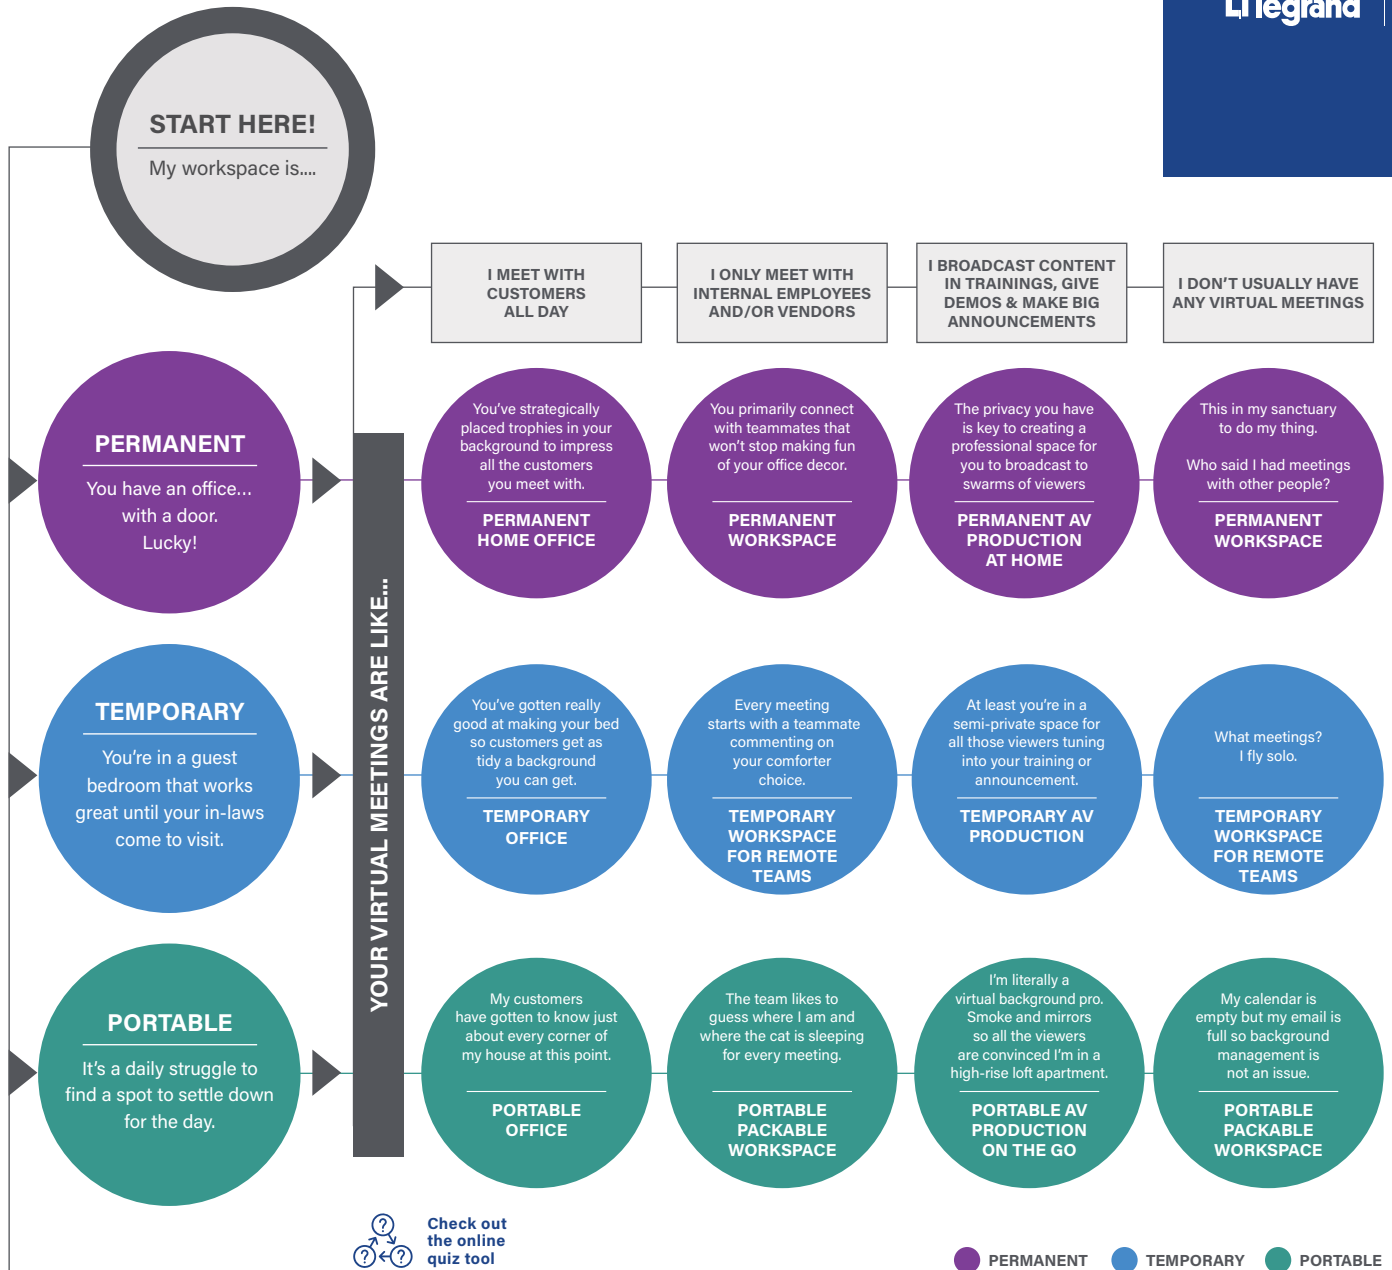 legrand
START HERE!
My workspace is....
I MEET WITH
CUSTOMERS
ALL DAY
I ONLY MEET WITH
INTERNAL EMPLOYEES
AND/OR VENDORS
I BROADCAST CONTENT
IN TRAININGS, GIVE
DEMOS & MAKE BIG
ANNOUNCEMENTS
I DON'T USUALLY HAVE
ANY VIRTUAL MEETINGS
YOUR VIRTUAL MEETINGS ARE LIKE...
PERMANENT
You have an office...
with a door.
Lucky!
You've strategically
placed trophies in your
background to impress
all the customers
you meet with.
PERMANENT
HOME OFFICE
You primarily connect
with teammates that
won't stop making fun
of your office decor.
PERMANENT
WORKSPACE
The privacy you have
is key to creating a
professional space for
you to broadcast to
swarms of viewers
PERMANENT AV
PRODUCTION
AT HOME
This in my sanctuary
to do my thing.
Who said I had meetings
with other people?
PERMANENT
WORKSPACE
TEMPORARY
You're in a guest
bedroom that works
great until your in-laws
come to visit.
You've gotten really
good at making your bed
so customers get as
tidy a background
you can get.
TEMPORARY
OFFICE
Every meeting
starts with a teammate
commenting on
your comforter
choice.
TEMPORARY
WORKSPACE
FOR REMOTE
TEAMS
At least you're in a
semi-private space for
all those viewers tuning
into your training or
announcement.
TEMPORARY AV
PRODUCTION
What meetings?
I fly solo.
TEMPORARY
WORKSPACE
FOR REMOTE
TEAMS
PORTABLE
It's a daily struggle to
find a spot to settle down
for the day.
My customers
have gotten to know just
about every corner of
my house at this point.
PORTABLE
OFFICE
The team likes to
guess where I am and
where the cat is sleeping
for every meeting.
PORTABLE
PACKABLE
WORKSPACE
I'm literally a
virtual background pro.
Smoke and mirrors
so all the viewers
are convinced I'm in a
high-rise loft apartment.
PORTABLE AV
PRODUCTION
ON THE GO
My calendar is
empty but my email is
full so background
management is
not an issue.
PORTABLE
PACKABLE
WORKSPACE
Check out
the online
quiz tool
PERMANENT
TEMPORARY
PORTABLE